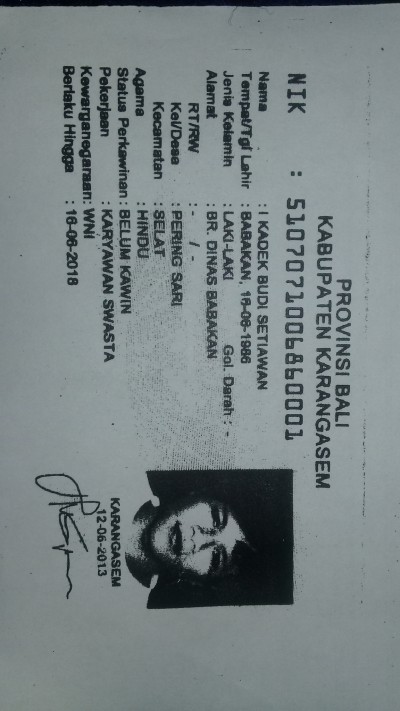 PROVINSI BALI
KABUPATEN KARANGASEM
NIK : 5107071006860001
Nama : I KADEK BUDI SETIAWAN
Tempat/Tgl Lahir : BABAKAN, 16-06-1986
Jenis Kelamin : LAKI-LAKI Gol. Darah : -
Alamat : BR. DINAS BABAKAN
RT/RW : - / -
Kel/Desa : PERING SARI
Kecamatan : SELAT
Agama : HINDU
Status Perkawinan : BELUM KAWIN
Pekerjaan : KARYAWAN SWASTA
Kewarganegaraan: WNI
Berlaku Hingga : 16-06-2018
KARANGASEM
12-06-2013